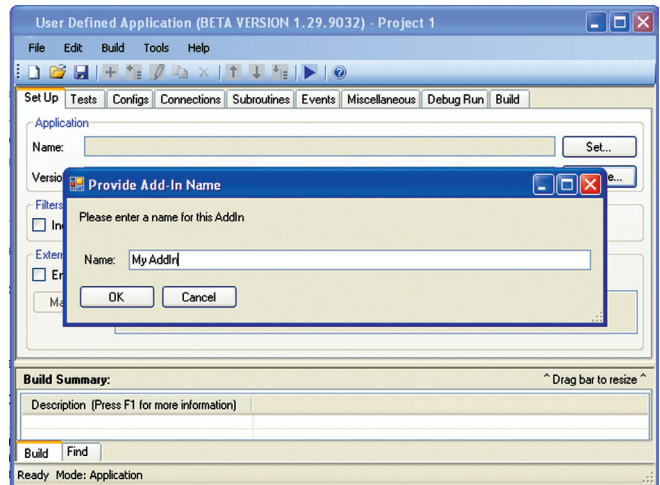 User Defined Application (BETA VERSION 1.29.9032) - Project 1
File Edit Build Tools Help
Set Up Tests Configs Connections Subroutines Events Miscellaneous Debug Run Build
Application
Name: Set...
Provide Add-In Name
Please enter a name for this AddIn
Name: My AddIn
OK Cancel
Build Summary: ^ Drag bar to resize ^
Description (Press F1 for more information)
Build Find
Ready Mode: Application